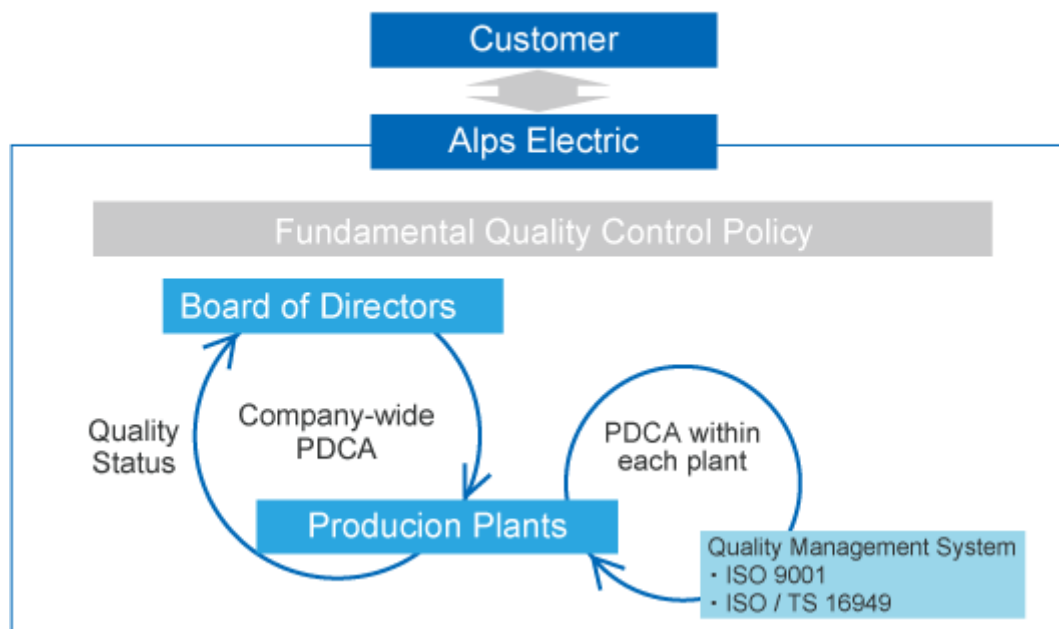 Customer
Alps Electric
Fundamental Quality Control Policy
Board of Directors
Quality
Status
Company-wide
PDCA
PDCA within
each plant
Producion Plants
Quality Management System
・ISO 9001
・ISO / TS 16949